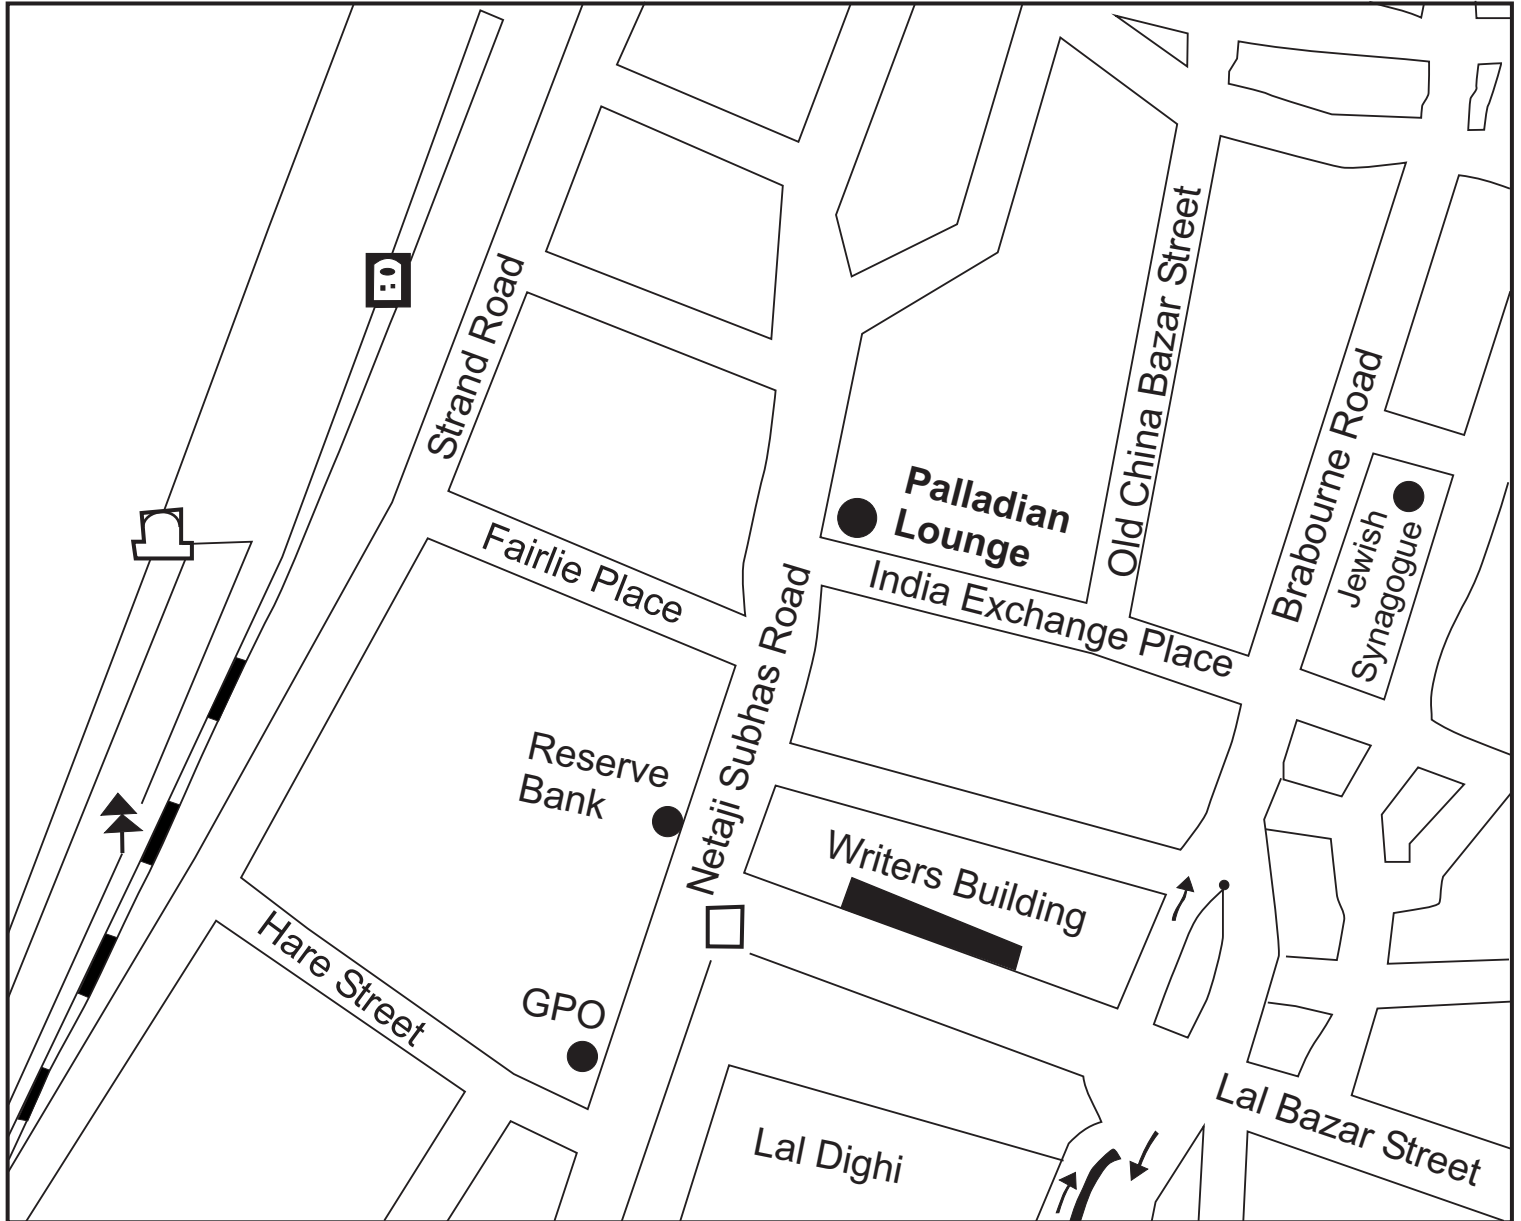 Old China Bazar Street
Strand Road
Brabourne Road
Palladian
Lounge
Jewish
Synagogue
Fairlie Place
India Exchange Place
Netaji Subhas Road
Reserve
Bank
Writers Building
Hare Street
GPO
Lal Bazar Street
Lal Dighi